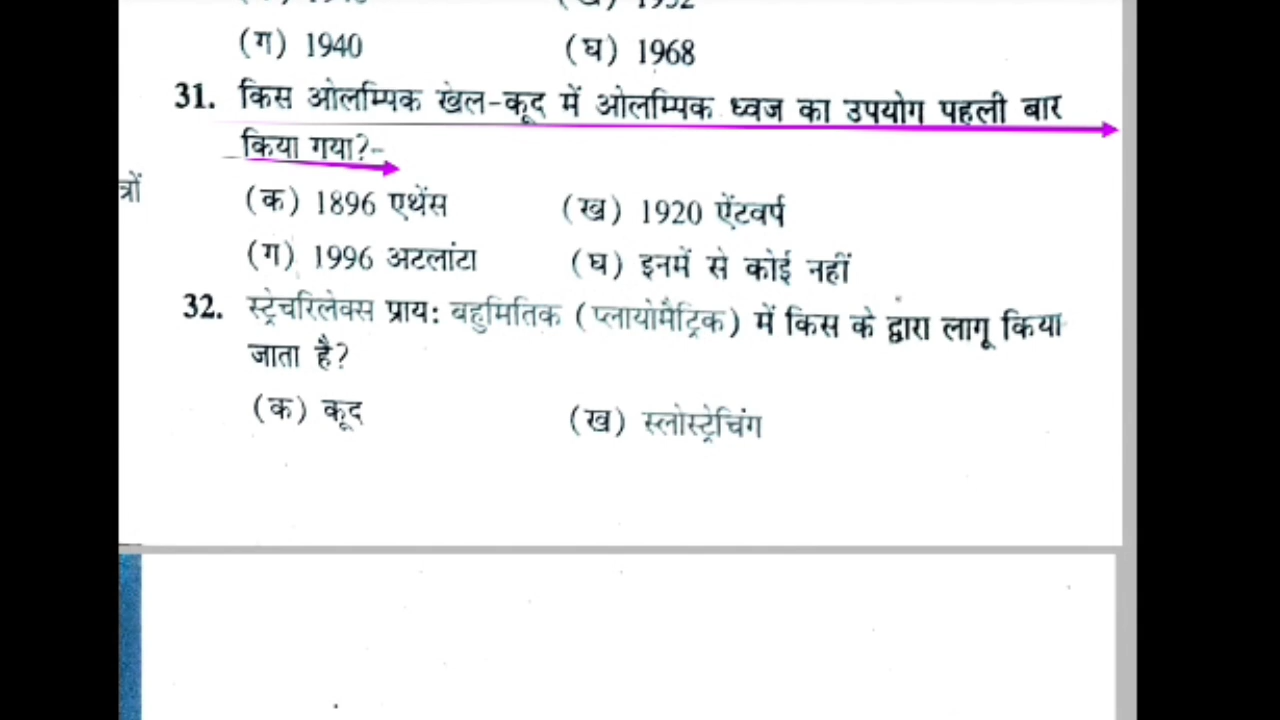 (ग) 1940 (घ) 1968
31. किस ओलम्पिक खेल-कूद में ओलम्पिक ध्वज का उपयोग पहली बार
किया गया?-
त्रों
(क) 1896 एथेंस (ख) 1920 ऐंटवर्प
(ग) 1996 अटलांटा (घ) इनमें से कोई नहीं
32. स्ट्रेचरिलेक्स प्राय: बहुमितिक (प्लायोमैट्रिक) में किस के द्वारा लागू किया
जाता है?
(क) कूद (ख) स्लोस्ट्रेचिंग